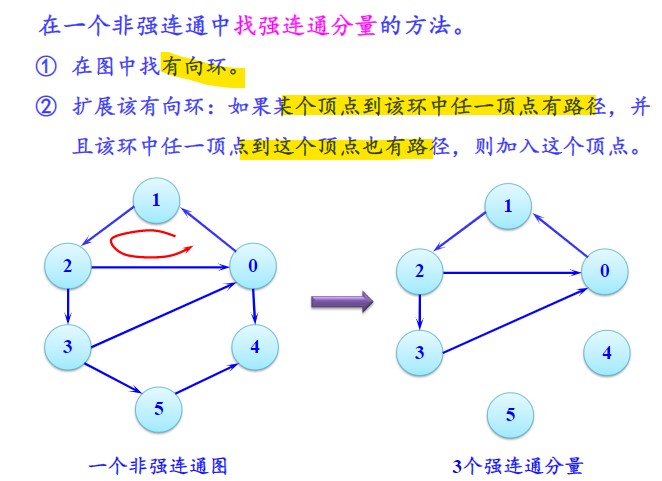 在一个非强连通中找强连通分量的方法。
① 在图中找有向环。
② 扩展该有向环：如果某个顶点到该环中任一顶点有路径，并
且该环中任一顶点到这个顶点也有路径，则加入这个顶点。
1
2
0
3
4
5
1
2
0
3
4
5
一个非强连通图
3个强连通分量